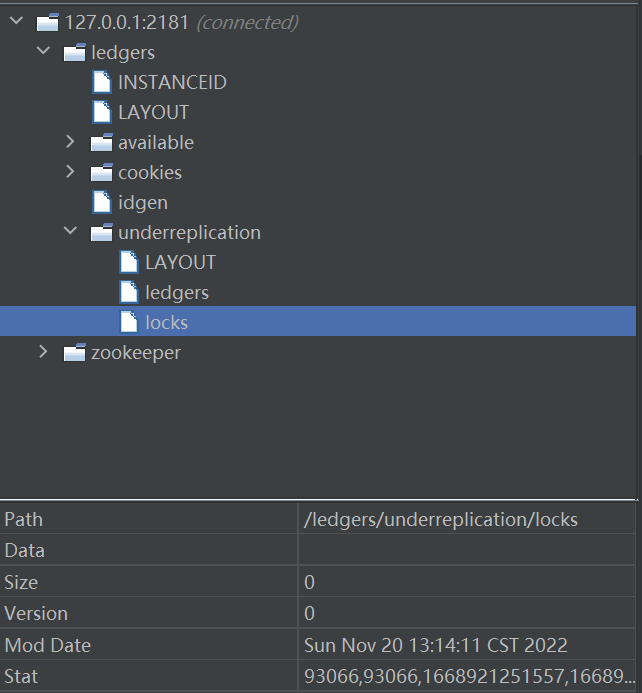 127.0.0.1:2181 (connected)
ledgers
INSTANCEID
LAYOUT
available
cookies
idgen
underreplication
LAYOUT
ledgers
locks
zookeeper
Path /ledgers/underreplication/locks
Data
Size 0
Version 0
Mod Date Sun Nov 20 13:14:11 CST 2022
Stat 93066,93066,1668921251557,16689...